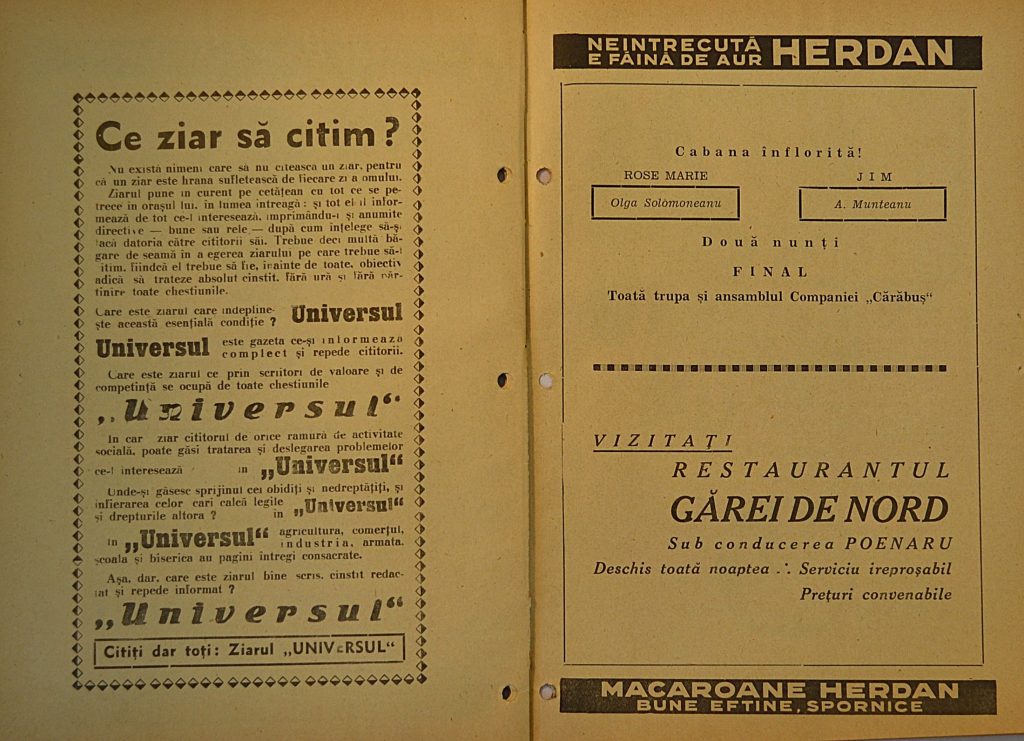 Ce ziar să citim?
Nu există nimeni care să nu citească un ziar, pentru
că un ziar este hrana sufletească de fiecare zi a omului.
Ziarul pune în curent pe cetățean cu tot ce se pe-
trece în orașul lui, în lumea întreagă: și tot el îl infor-
mează de tot ce-l interesează, imprimându-i și anumite
directive — bune sau rele — după cum înțelege să-și
facă datoria către cititorii săi. Trebue deci multă bă-
gare de seamă în a egerea ziarului pe care trebue să-l
itim, fiindcă el trebue să fie, înainte de toate, obiectiv
adică să trateze absolut cinstit, fără ură și fără păr-
tinire toate chestiunile.
Care este ziarul care îndepline-
ște această esențială condiție? Universul
Universul este gazeta ce-și informează
complect și repede cititorii.
Care este ziarul ce prin scriitori de valoare și de
competință se ocupă de toate chestiunile
„Universul“
In car ziar cititorul de orice ramură de activitate
socială, poate găsi tratarea și deslegarea problemelor
ce-l interesează în „Universul“
Unde-și găsesc sprijinul cei obidiți și nedreptățiți, și
înfierarea celor cari calcă legile
și drepturile altora? în „Universul“
In „Universul“ agricultura, comerțul,
industria, armata,
școala și biserica au pagini întregi consacrate.
Așa, dar, care este ziarul bine scris, cinstit redac-
tat și repede informat?
„Universul“
Citiți dar toți: Ziarul „UNIVERSUL“
NEINTRECUTĂ
E FĂINA DE AUR HERDAN
Cabana înflorită!
ROSE MARIE JIM
Olga Solomoneanu A. Munteanu
Două nunți
FINAL
Toată trupa și ansamblul Companiei „Cărăbuș“
VIZITAȚI
RESTAURANTUL
GĂREI DE NORD
Sub conducerea POENARU
Deschis toată noaptea ∴ Serviciu ireproșabil
Prețuri convenabile
MACAROANE HERDAN
BUNE EFTINE, SPORNICE